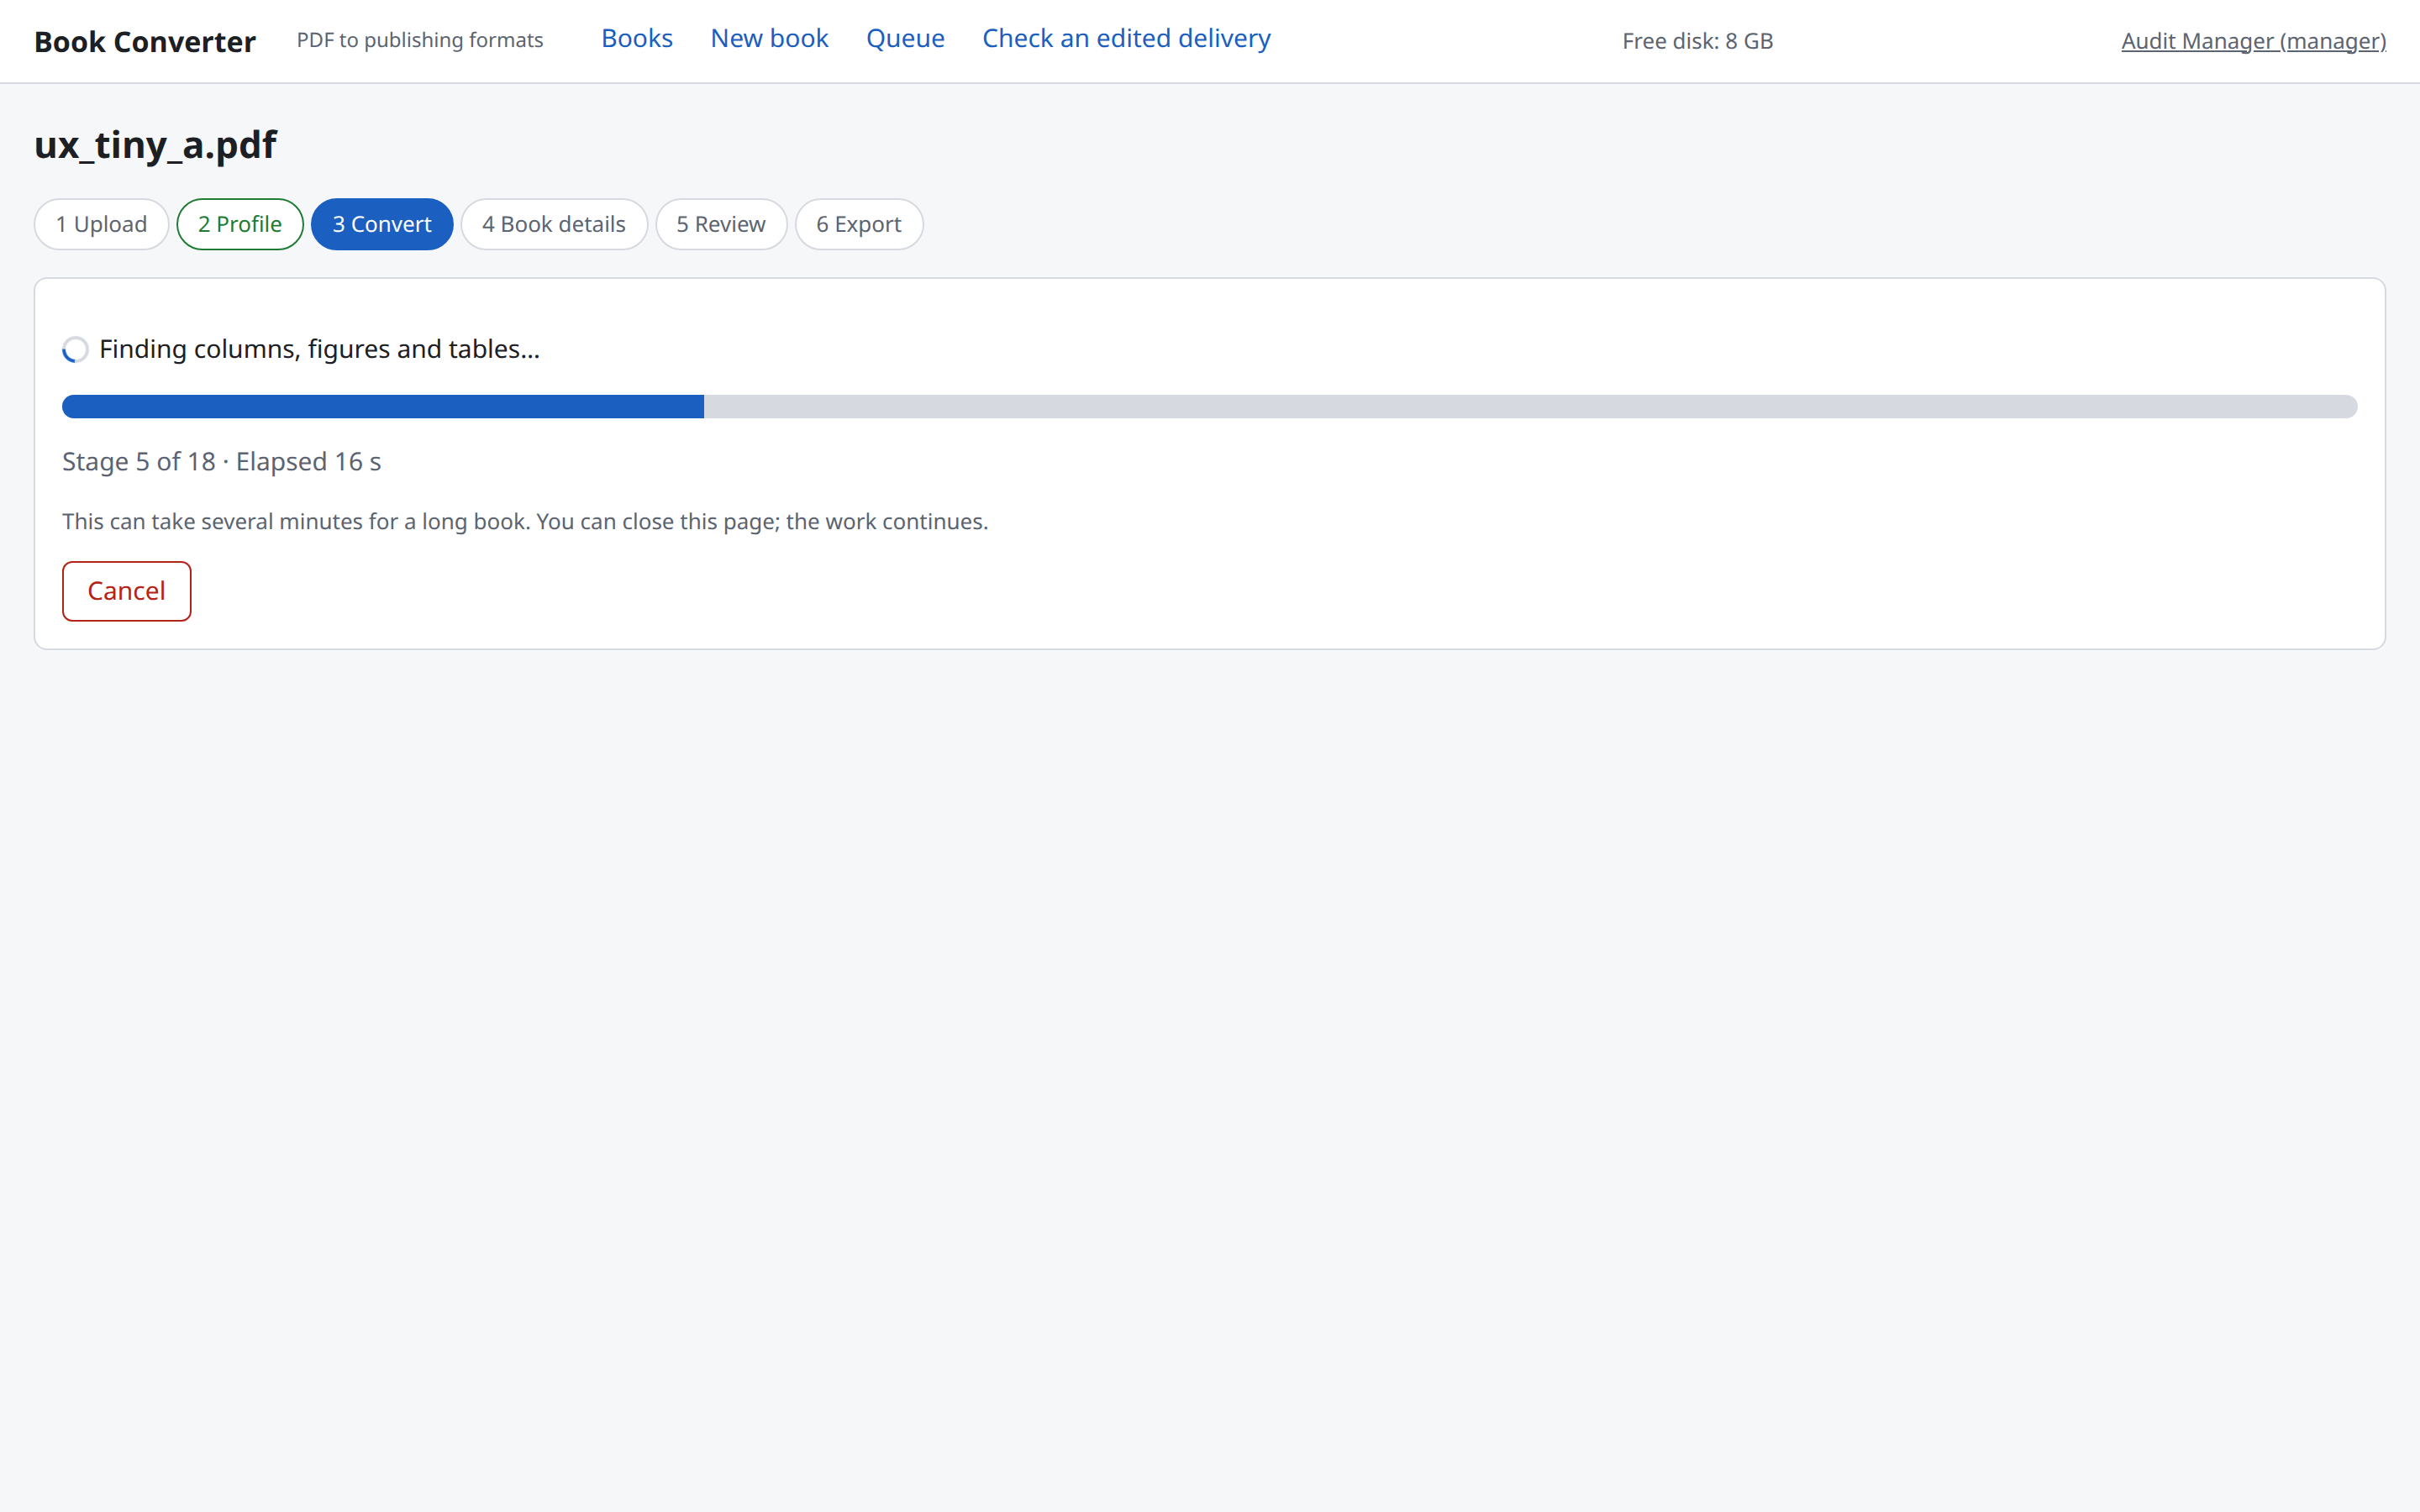 Book Converter PDF to publishing formats Books New book Queue Check an edited delivery Free disk: 8 GB Audit Manager (manager)
ux_tiny_a.pdf
1 Upload 2 Profile 3 Convert 4 Book details 5 Review 6 Export
Finding columns, figures and tables...
Stage 5 of 18 · Elapsed 16 s
This can take several minutes for a long book. You can close this page; the work continues.
Cancel